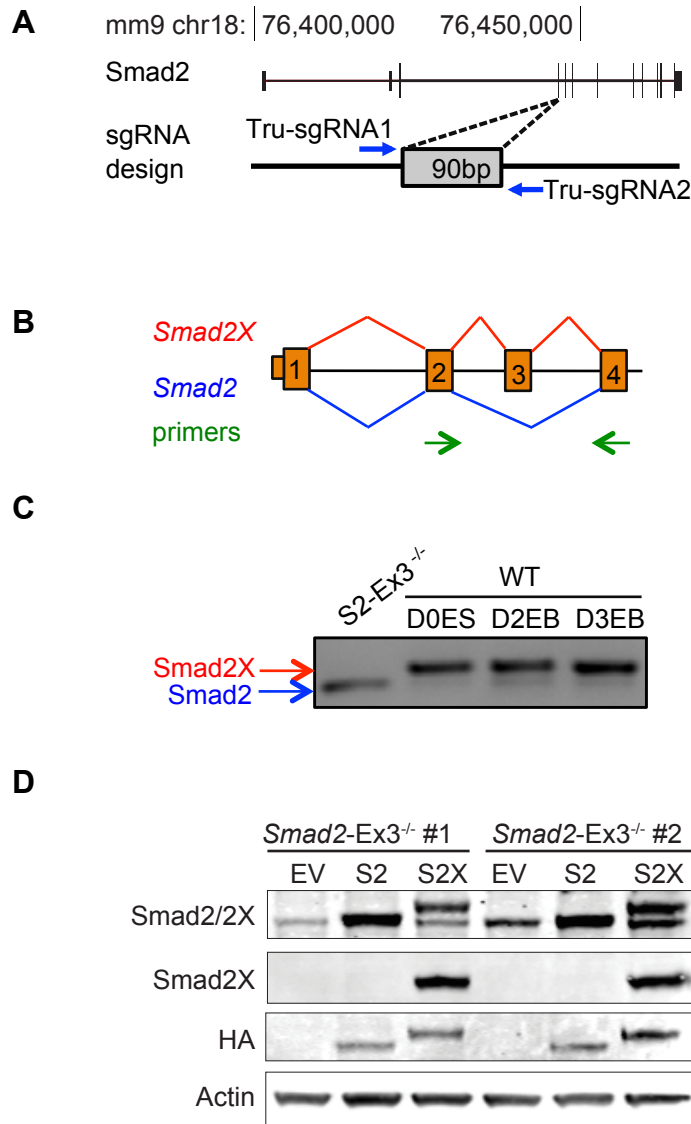 A
mm9 chr18: 76,400,000 76,450,000
Smad2
sgRNA design
Tru-sgRNA1
90bp
Tru-sgRNA2
B
Smad2X
Smad2
primers
1 2 3 4
C
S2-Ex3-/-
WT
D0ES D2EB D3EB
Smad2X
Smad2
D
Smad2-Ex3-/- #1 Smad2-Ex3-/- #2
EV S2 S2X EV S2 S2X
Smad2/2X
Smad2X
HA
Actin